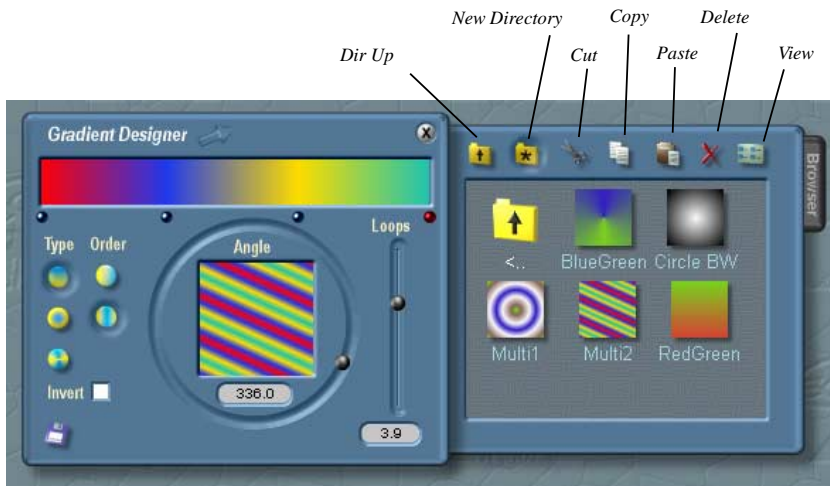 New Directory
Copy
Delete
Dir Up
Cut
Paste
View
Gradient Designer
X
Browser
Loops
Type Order
Angle
<..
BlueGreen
Circle BW
Multi1
Multi2
RedGreen
Invert
336.0
3.9